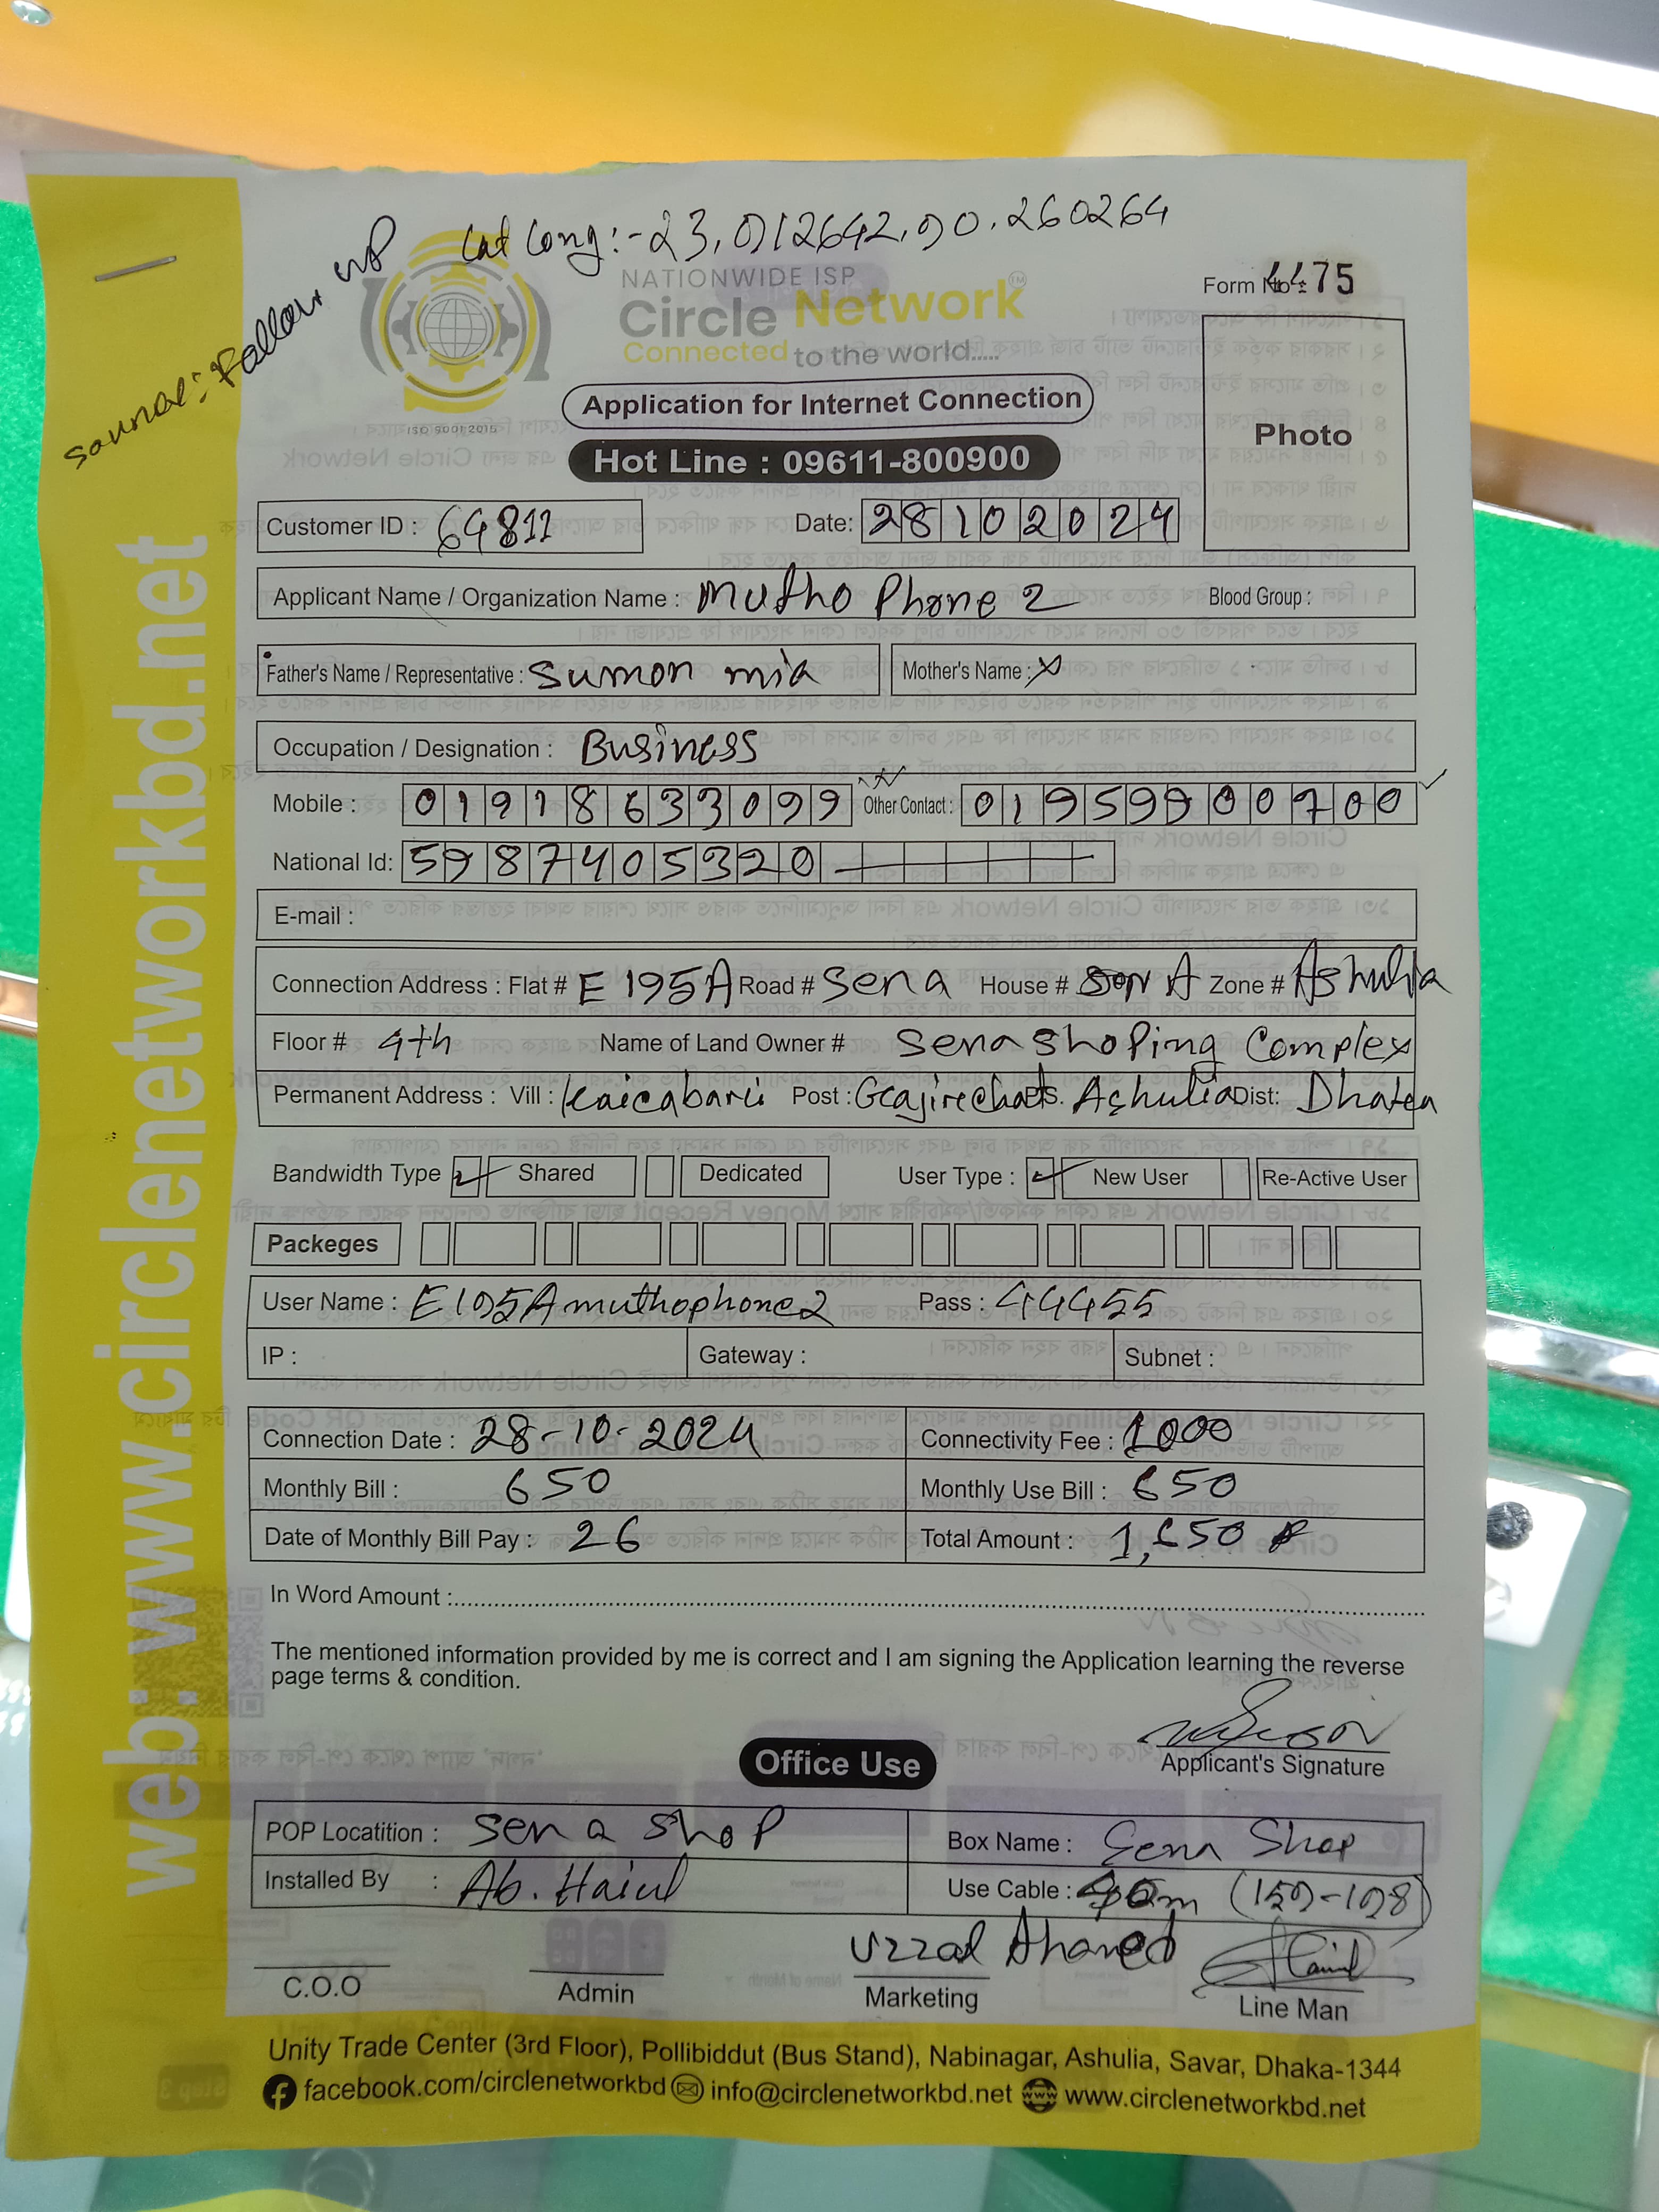 Lat Long:-23.912642,90.260264
Sournal: Follow up
NATIONWIDE ISP
Circle Network™
Connected to the world.....
Form No: 4475
ISO 9001:2015
Application for Internet Connection
Photo
Hot Line : 09611-800900
Customer ID : 64811 Date: 28102024
Applicant Name / Organization Name : Mutho Phone 2 Blood Group :
Father's Name / Representative : Sumon mia Mother's Name : X
Occupation / Designation : Business
Mobile : 01918633099 Other Contact : 01959900700
National Id: 5987405320
E-mail :
Connection Address : Flat # E 195A Road # Sena House # A Zone # Ashulia
Floor # 4th Name of Land Owner # Sena Shoping Complex
Permanent Address : Vill : Kaicabari Post : Gcajirechat P.S. Ashulia Dist: Dhaka
Bandwidth Type Shared Dedicated User Type : New User Re-Active User
Packeges
User Name : E195Amuthophone2 Pass : 44455
IP : Gateway : Subnet :
Connection Date : 28-10-2024 Connectivity Fee : 1000
Monthly Bill : 650 Monthly Use Bill : 650
Date of Monthly Bill Pay : 26 Total Amount : 1,650
In Word Amount :
The mentioned information provided by me is correct and I am signing the Application learning the reverse
page terms & condition.
Applicant's Signature
Office Use
POP Locatition : Sena Shop Box Name : Sena Shop
Installed By : Ab. Haiul Use Cable : (159-198)
Uzzal Ahamed
C.O.O Admin Marketing Line Man
Unity Trade Center (3rd Floor), Pollibiddut (Bus Stand), Nabinagar, Ashulia, Savar, Dhaka-1344
facebook.com/circlenetworkbd info@circlenetworkbd.net www.circlenetworkbd.net
web: www.circlenetworkbd.net